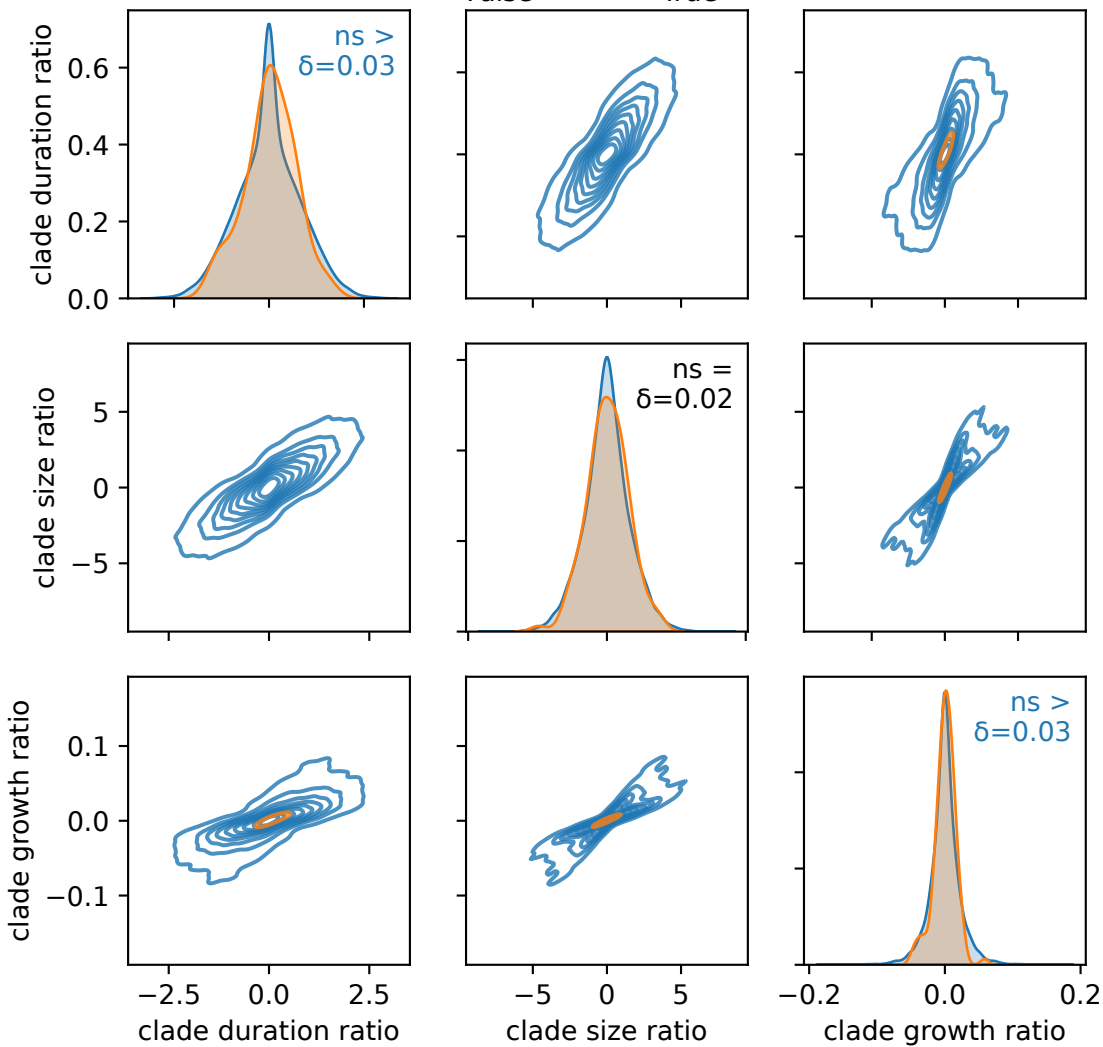 clade duration ratio
0.6
0.4
0.2
0.0
ns >
δ=0.03
clade size ratio
5
0
−5
ns =
δ=0.02
clade growth ratio
0.1
0.0
−0.1
ns >
δ=0.03
−2.5 0.0 2.5
−5 0 5
−0.2 0.0 0.2
clade duration ratio
clade size ratio
clade growth ratio